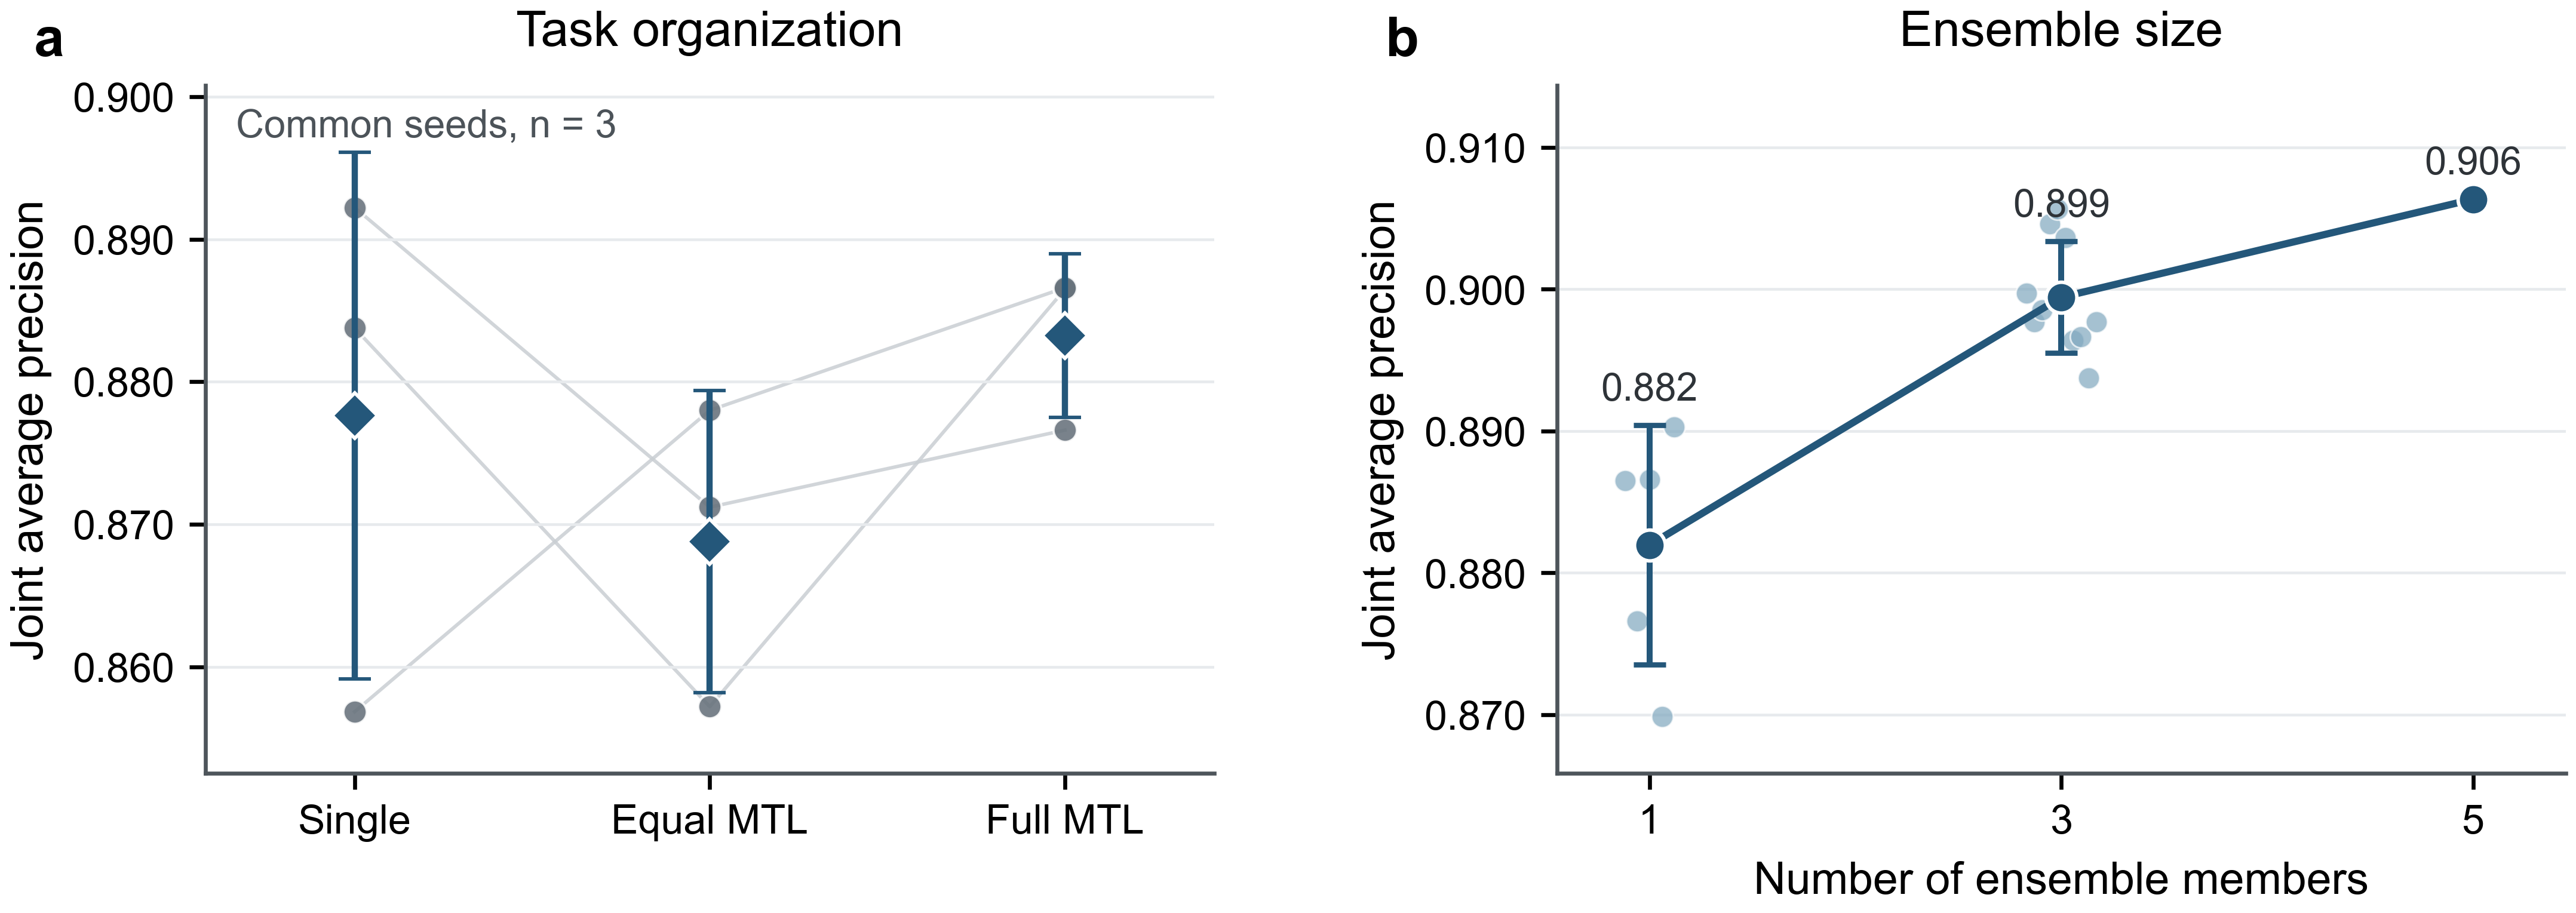 a
Task organization
Joint average precision
0.900
0.890
0.880
0.870
0.860
Common seeds, n = 3
Single
Equal MTL
Full MTL
b
Ensemble size
Joint average precision
0.910
0.900
0.890
0.880
0.870
0.882
0.899
0.906
1
3
5
Number of ensemble members